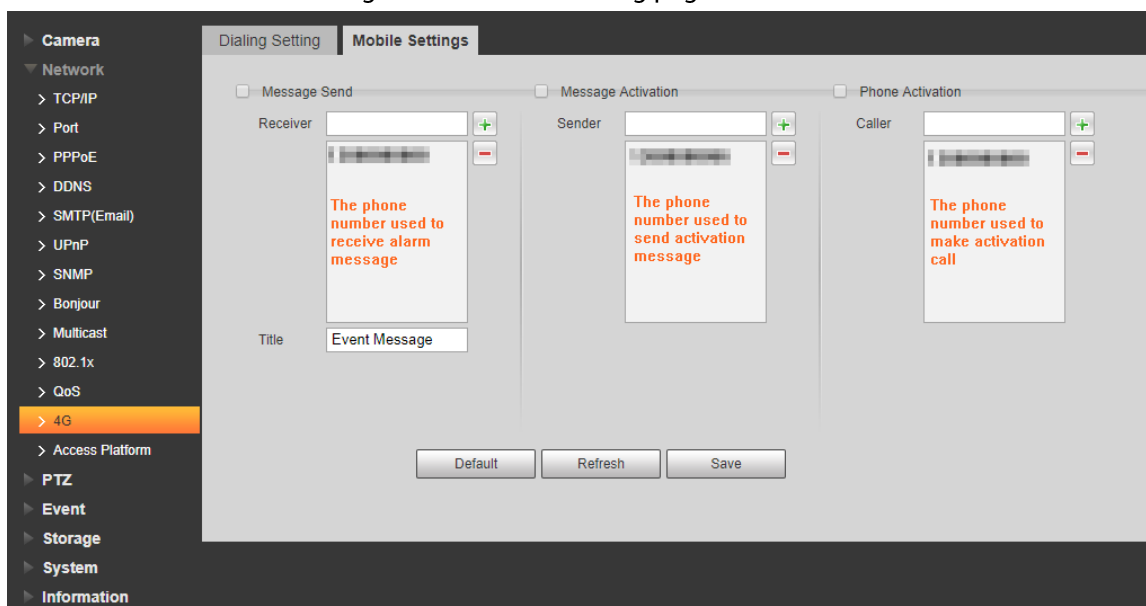 Camera
Network
TCP/IP
Port
PPPoE
DDNS
SMTP(Email)
UPnP
SNMP
Bonjour
Multicast
802.1x
QoS
4G
Access Platform
PTZ
Event
Storage
System
Information
Dialing Setting
Mobile Settings
Message Send
Receiver
The phone
number used to
receive alarm
message
Title
Event Message
Message Activation
Sender
The phone
number used to
send activation
message
Phone Activation
Caller
The phone
number used to
make activation
call
Default
Refresh
Save